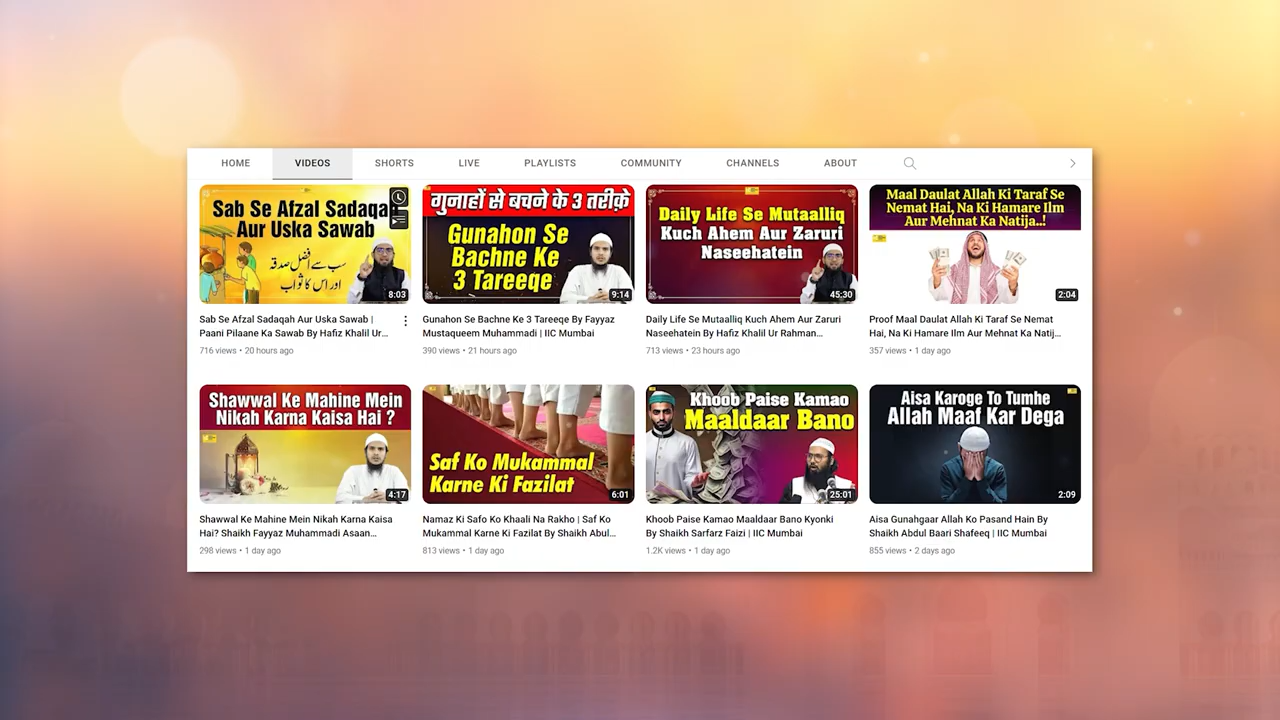 HOME VIDEOS SHORTS LIVE PLAYLISTS COMMUNITY CHANNELS ABOUT
Sab Se Afzal Sadaqa
Aur Uska Sawab
سب سے افضل صدقہ
اور اس کا ثواب
8:03
Sab Se Afzal Sadaqah Aur Uska Sawab |
Paani Pilaane Ka Sawab By Hafiz Khalil Ur...
716 views • 20 hours ago
गुनाहों से बचने के 3 तरीक़े
Gunahon Se
Bachne Ke
3 Tareeqe
9:14
Gunahon Se Bachne Ke 3 Tareeqe By Fayyaz
Mustaqueem Muhammadi | IIC Mumbai
390 views • 21 hours ago
Daily Life Se Mutaalliq
Kuch Ahem Aur Zaruri
Naseehatein
45:30
Daily Life Se Mutaalliq Kuch Ahem Aur Zaruri
Naseehatein By Hafiz Khalil Ur Rahman...
713 views • 23 hours ago
Maal Daulat Allah Ki Taraf Se
Nemat Hai, Na Ki Hamare Ilm
Aur Mehnat Ka Natija..!
2:04
Proof Maal Daulat Allah Ki Taraf Se Nemat
Hai, Na Ki Hamare Ilm Aur Mehnat Ka Natij...
357 views • 1 day ago
Shawwal Ke Mahine Mein
Nikah Karna Kaisa Hai ?
4:17
Shawwal Ke Mahine Mein Nikah Karna Kaisa
Hai? Shaikh Fayyaz Muhammadi Asaan...
298 views • 1 day ago
Saf Ko Mukammal
Karne Ki Fazilat
6:01
Namaz Ki Safo Ko Khaali Na Rakho | Saf Ko
Mukammal Karne Ki Fazilat By Shaikh Abul...
813 views • 1 day ago
Khoob Paise Kamao
Maaldaar Bano
25:01
Khoob Paise Kamao Maaldaar Bano Kyonki
By Shaikh Sarfarz Faizi | IIC Mumbai
1.2K views • 1 day ago
Aisa Karoge To Tumhe
Allah Maaf Kar Dega
2:09
Aisa Gunahgaar Allah Ko Pasand Hain By
Shaikh Abdul Baari Shafeeq | IIC Mumbai
855 views • 2 days ago